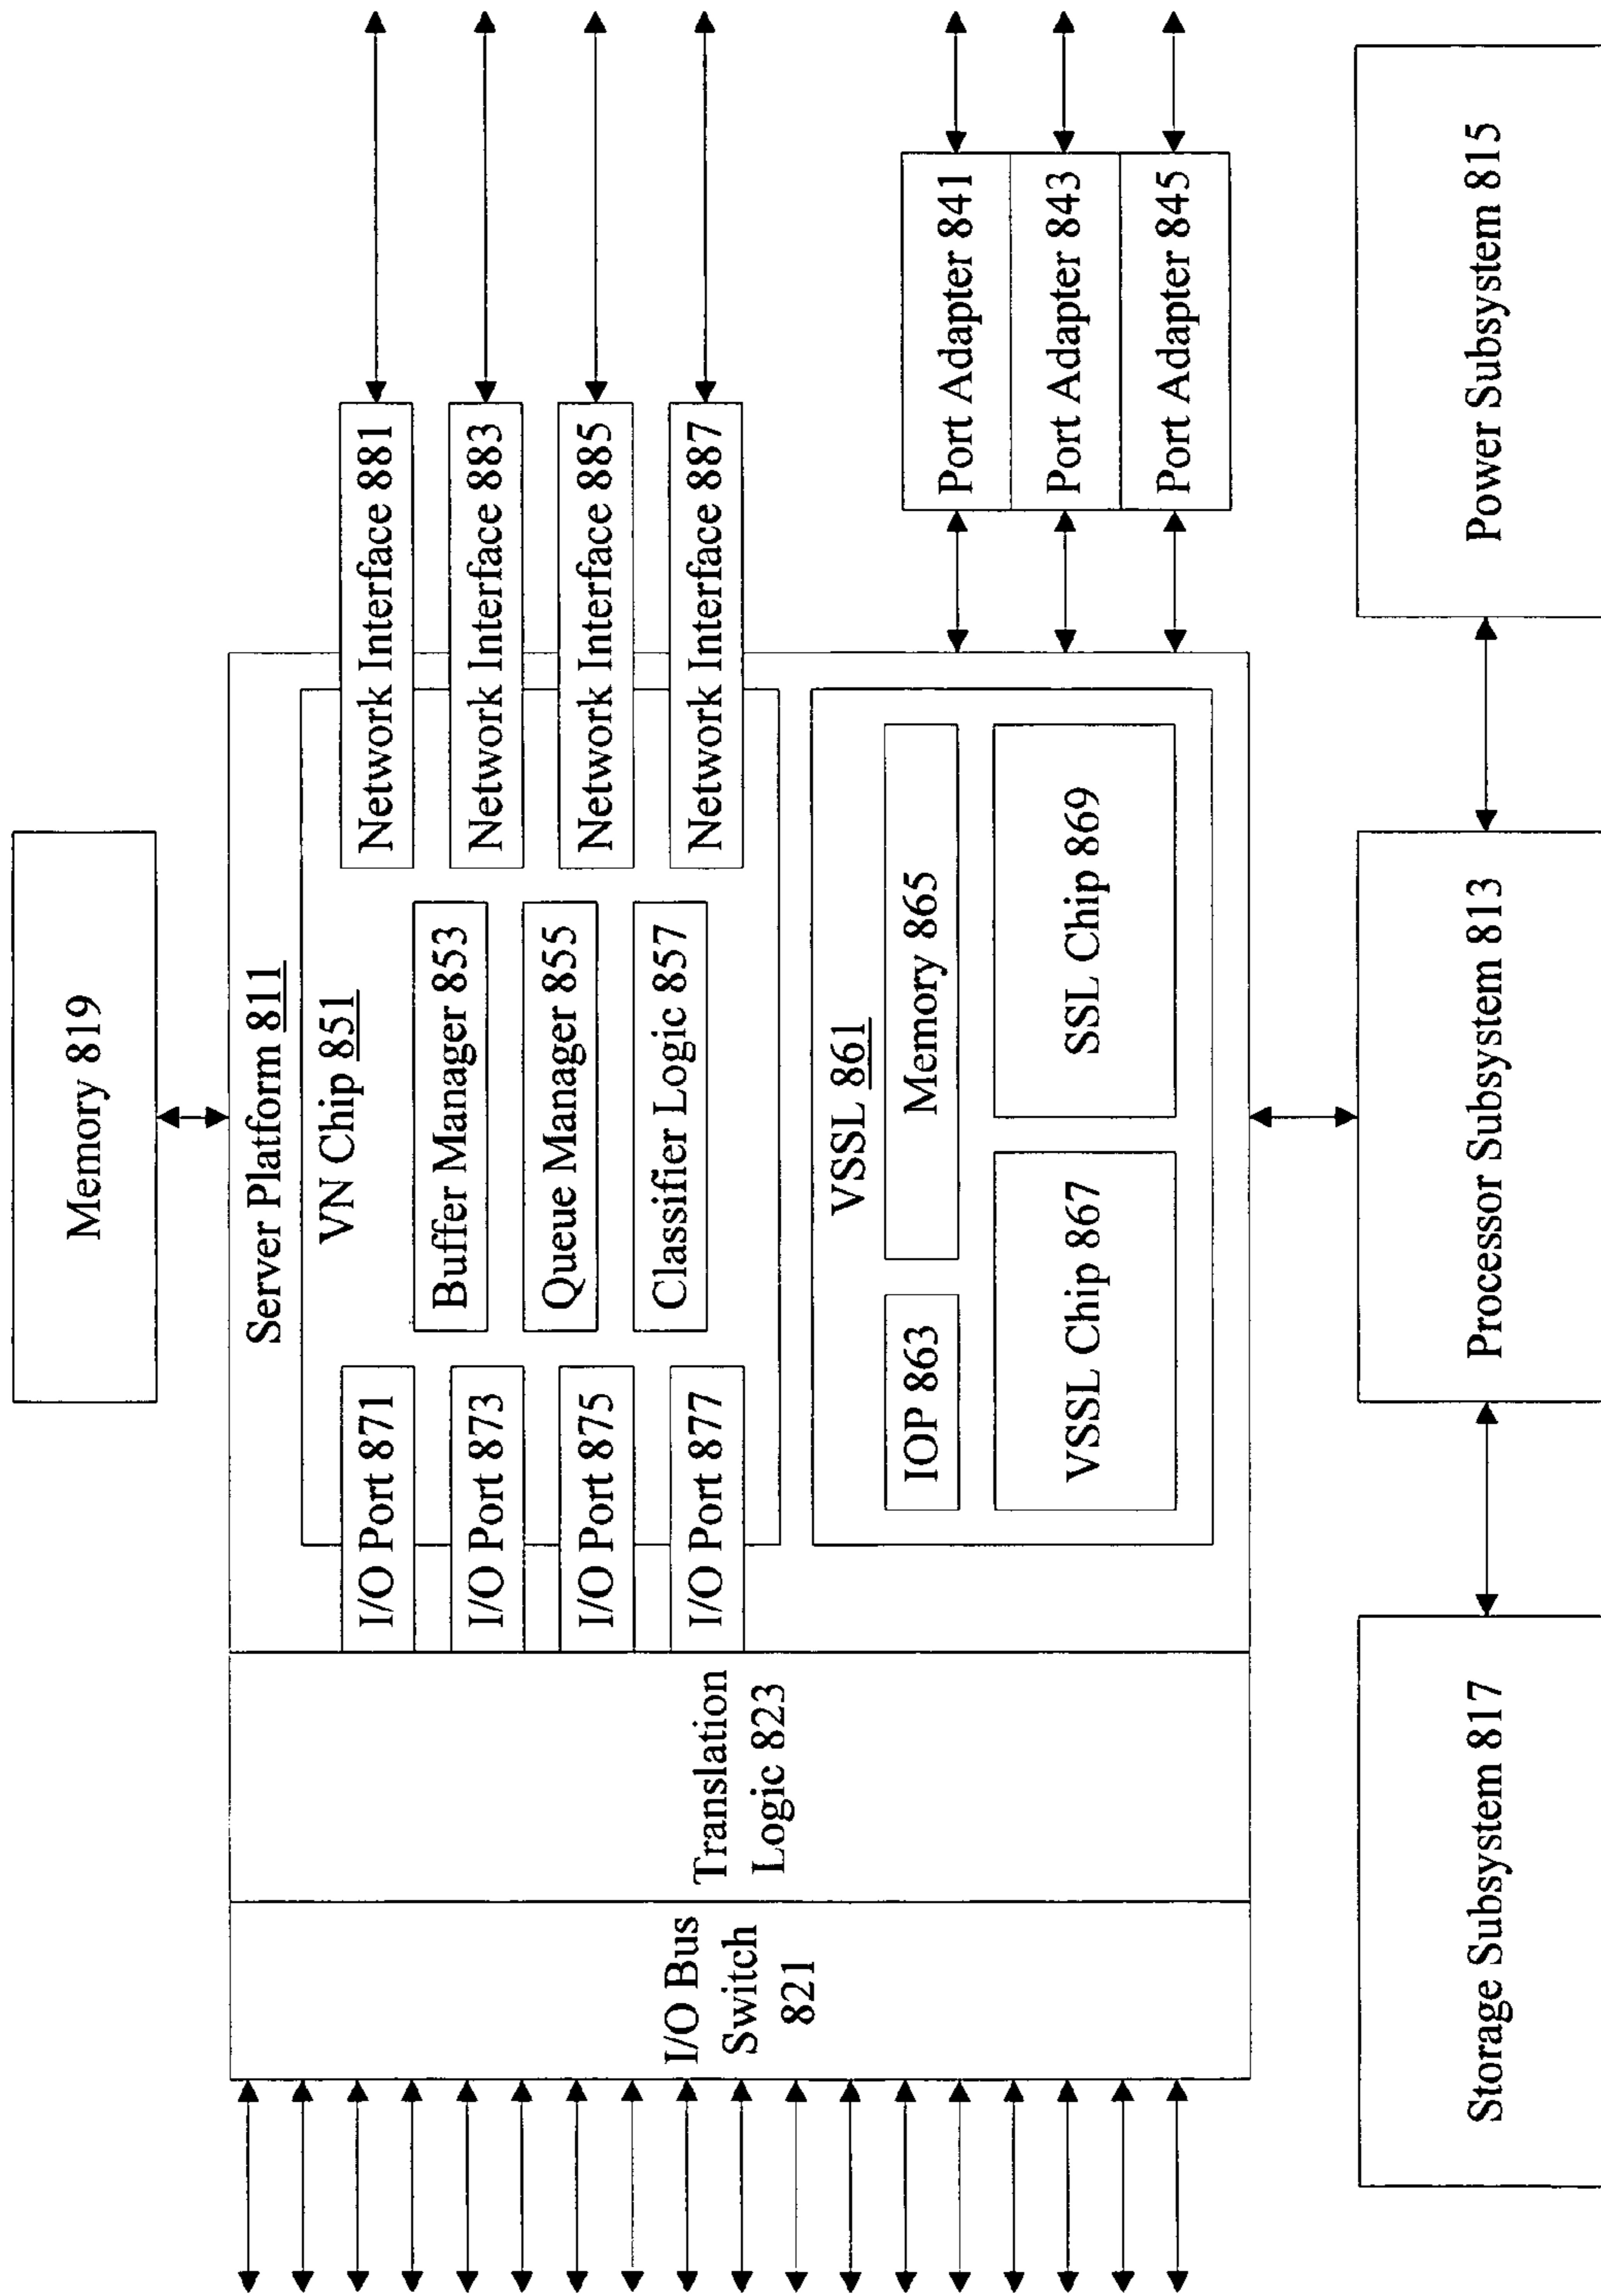 Memory 819
Server Platform 811
VN Chip 851
I/O Port 871
I/O Port 873
I/O Port 875
I/O Port 877
Buffer Manager 853
Queue Manager 855
Classifier Logic 857
Network Interface 881
Network Interface 883
Network Interface 885
Network Interface 887
I/O Bus
Switch
821
Translation
Logic 823
VSSL 861
IOP 863
Memory 865
VSSL Chip 867
SSL Chip 869
Port Adapter 841
Port Adapter 843
Port Adapter 845
Storage Subsystem 817
Processor Subsystem 813
Power Subsystem 815